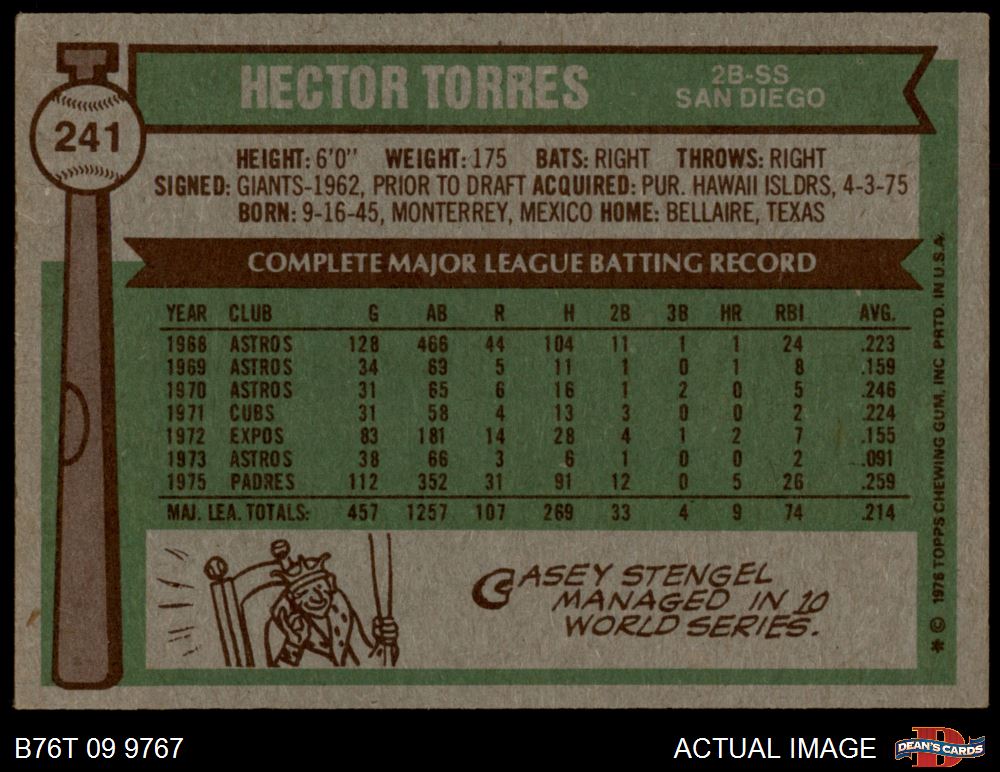 241
HECTOR TORRES
2B-SS
SAN DIEGO
HEIGHT: 6'0" WEIGHT: 175 BATS: RIGHT THROWS: RIGHT
SIGNED: GIANTS-1962, PRIOR TO DRAFT ACQUIRED: PUR. HAWAII ISLDRS, 4-3-75
BORN: 9-16-45, MONTERREY, MEXICO HOME: BELLAIRE, TEXAS
COMPLETE MAJOR LEAGUE BATTING RECORD
YEAR CLUB G AB R H 2B 3B HR RBI AVG.
1968 ASTROS 128 466 44 104 11 1 1 24 .223
1969 ASTROS 34 69 5 11 1 0 1 8 .159
1970 ASTROS 31 65 6 16 1 2 0 5 .246
1971 CUBS 31 58 4 13 3 0 0 2 .224
1972 EXPOS 83 181 14 28 4 1 2 7 .155
1973 ASTROS 38 66 3 6 1 0 0 2 .091
1975 PADRES 112 352 31 91 12 0 5 26 .259
MAJ. LEA. TOTALS: 457 1257 107 269 33 4 9 74 .214
CASEY STENGEL
MANAGED IN 10
WORLD SERIES.
* © 1976 TOPPS CHEWING GUM, INC. PRTD. IN U.S.A.
B76T 09 9767
ACTUAL IMAGE
D
DEAN'S CARDS